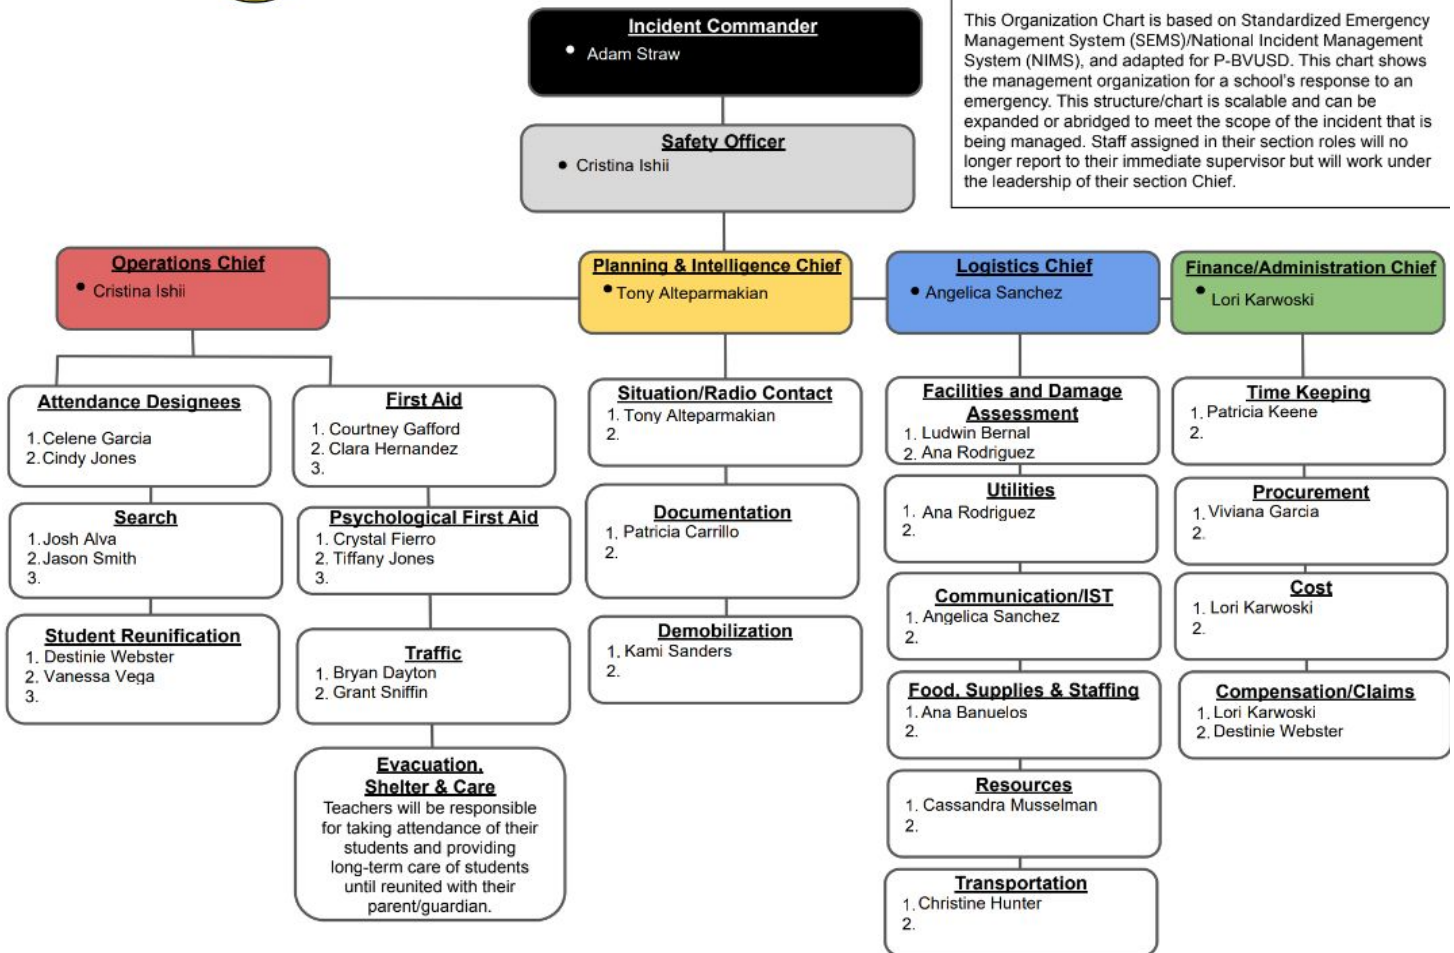 Incident Commander
● Adam Straw
This Organization Chart is based on Standardized Emergency
Management System (SEMS)/National Incident Management
System (NIMS), and adapted for P-BVUSD. This chart shows
the management organization for a school's response to an
emergency. This structure/chart is scalable and can be
expanded or abridged to meet the scope of the incident that is
being managed. Staff assigned in their section roles will no
longer report to their immediate supervisor but will work under
the leadership of their section Chief.
Safety Officer
● Cristina Ishii
Operations Chief
● Cristina Ishii
Planning & Intelligence Chief
● Tony Alteparmakian
Logistics Chief
● Angelica Sanchez
Finance/Administration Chief
● Lori Karwoski
Attendance Designees
1. Celene Garcia
2. Cindy Jones
Search
1. Josh Alva
2. Jason Smith
3.
Student Reunification
1. Destinie Webster
2. Vanessa Vega
3.
First Aid
1. Courtney Gafford
2. Clara Hernandez
3.
Psychological First Aid
1. Crystal Fierro
2. Tiffany Jones
3.
Traffic
1. Bryan Dayton
2. Grant Sniffin
Evacuation,
Shelter & Care
Teachers will be responsible
for taking attendance of their
students and providing
long-term care of students
until reunited with their
parent/guardian.
Situation/Radio Contact
1. Tony Alteparmakian
2.
Documentation
1. Patricia Carrillo
2.
Demobilization
1. Kami Sanders
2.
Facilities and Damage
Assessment
1. Ludwin Bernal
2. Ana Rodriguez
Utilities
1. Ana Rodriguez
2.
Communication/IST
1. Angelica Sanchez
2.
Food, Supplies & Staffing
1. Ana Banuelos
2.
Resources
1. Cassandra Musselman
2.
Transportation
1. Christine Hunter
2.
Time Keeping
1. Patricia Keene
2.
Procurement
1. Viviana Garcia
2.
Cost
1. Lori Karwoski
2.
Compensation/Claims
1. Lori Karwoski
2. Destinie Webster